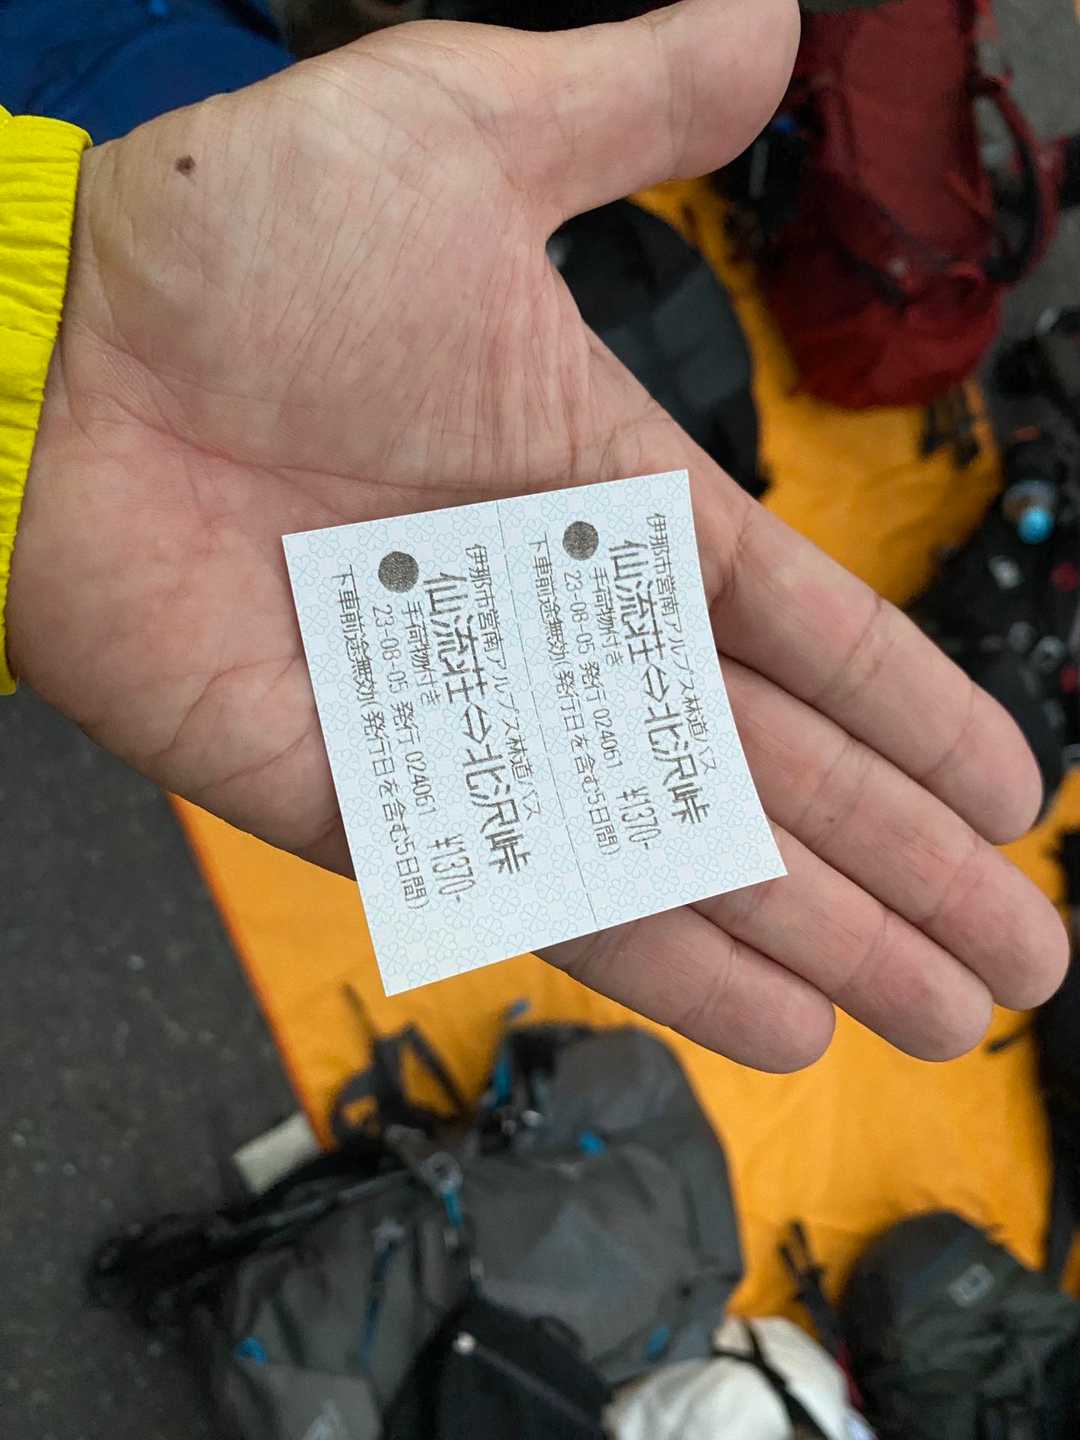 伊那市営南アルプス林道バス
仙流荘⇔北沢峠
手荷物付き ¥1370-
23-08-05 発行 024061
下車前途無効(発行日を含む5日間)
伊那市営南アルプス林道バス
仙流荘⇔北沢峠
手荷物付き ¥1370-
23-08-05 発行 024061
下車前途無効(発行日を含む5日間)